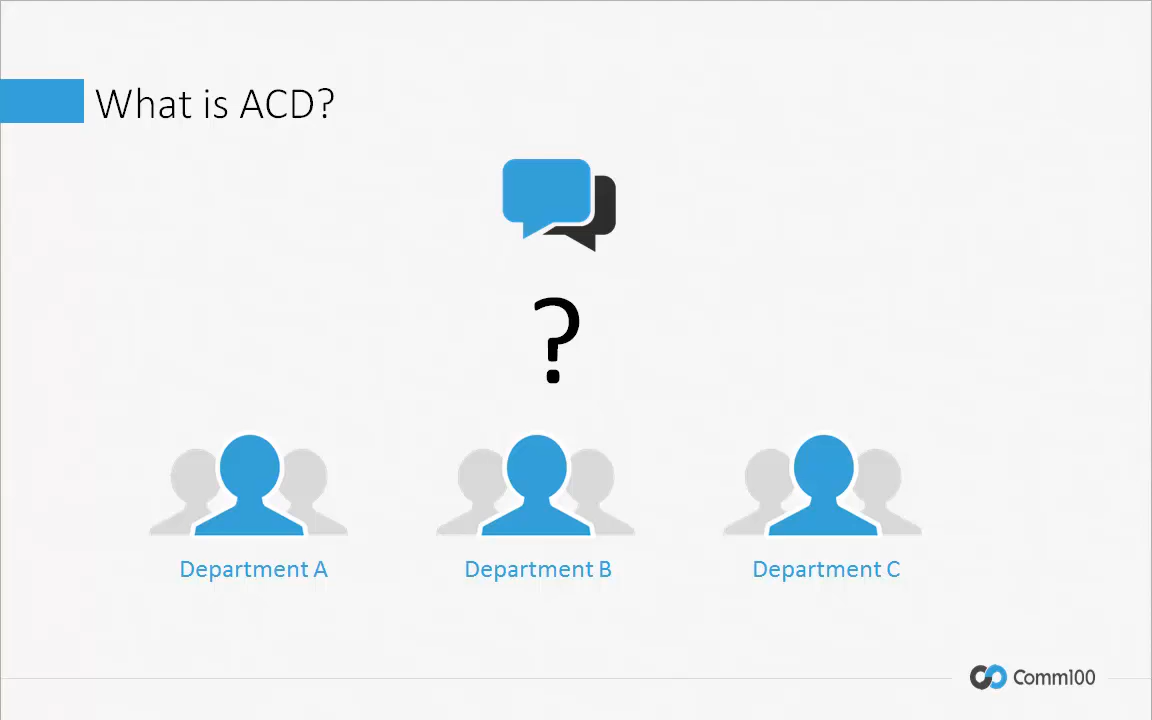 What is ACD?
?
Department A
Department B
Department C
Comm100